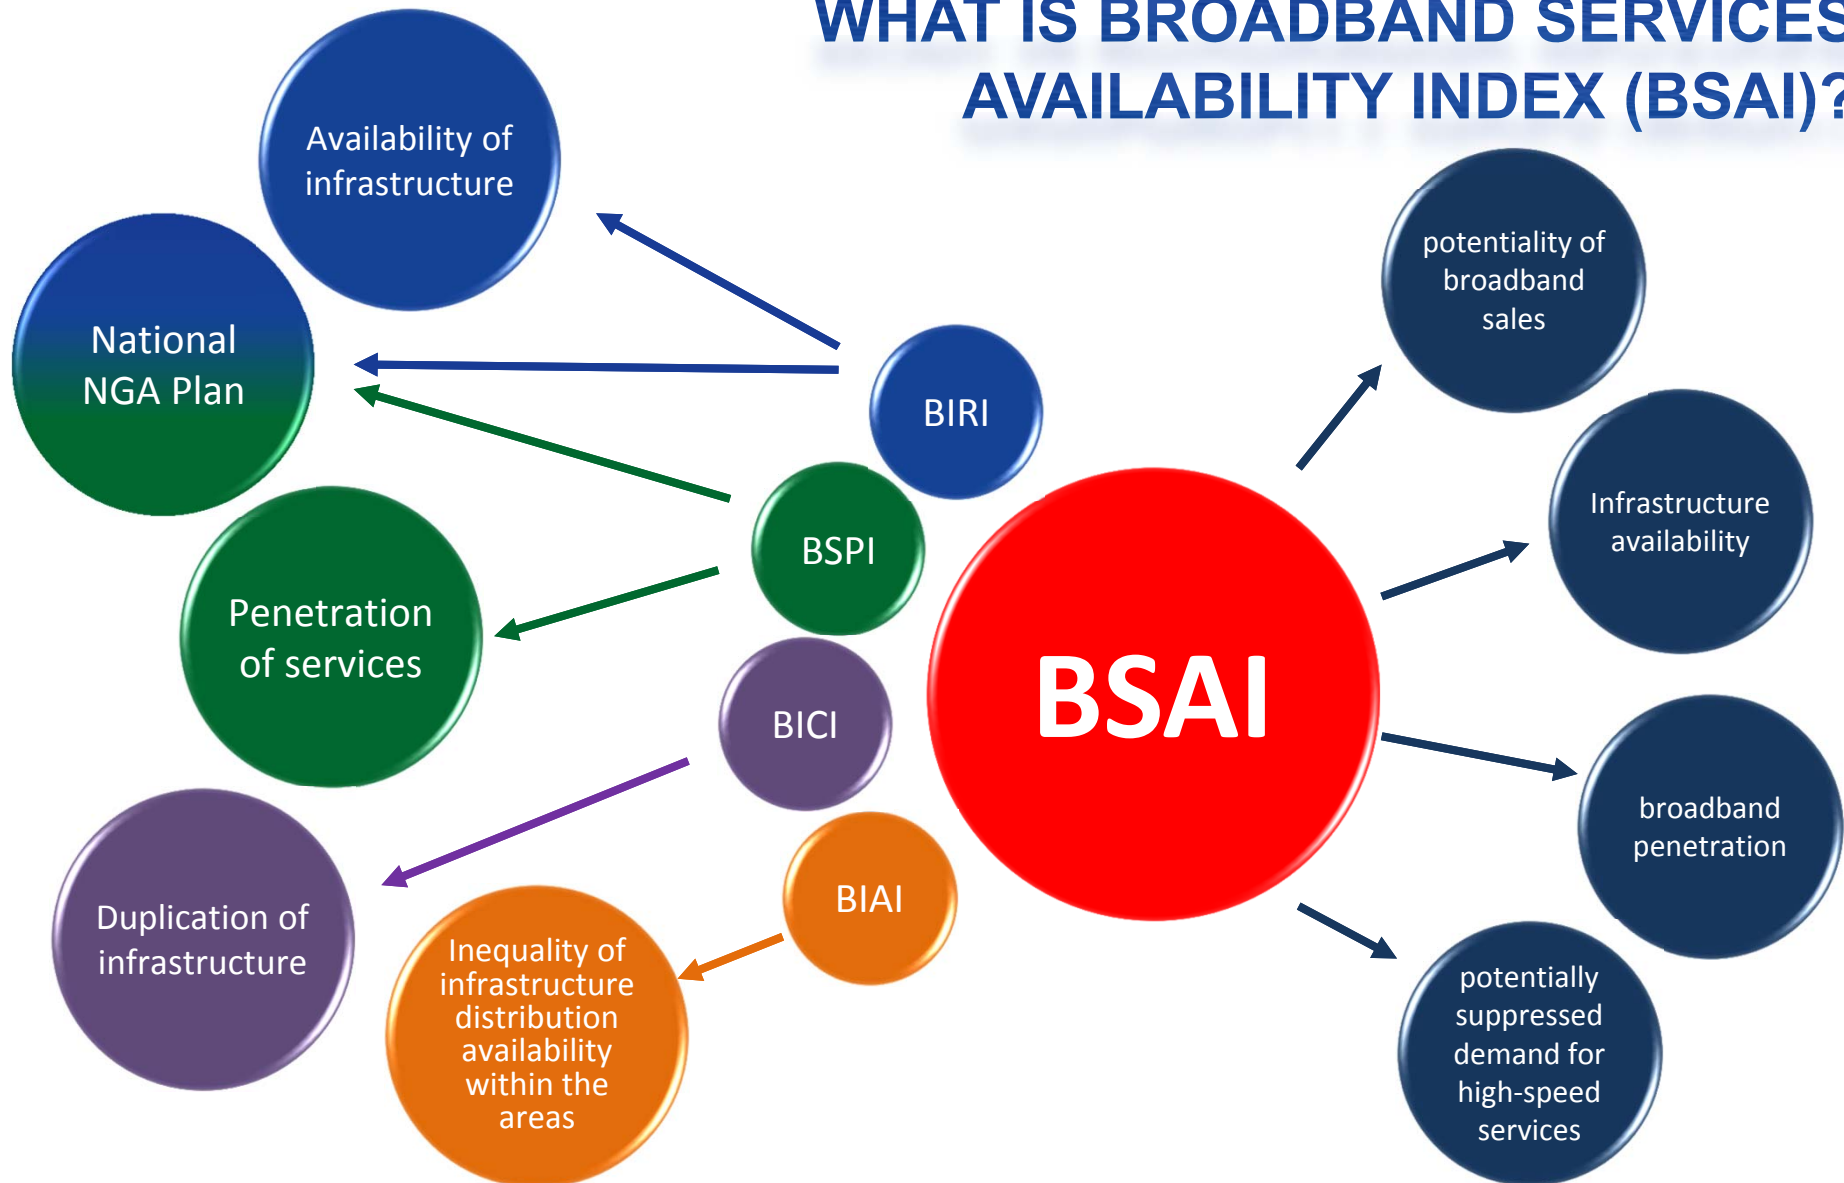 WHAT IS BROADBAND SERVICES
AVAILABILITY INDEX (BSAI)?
Availability of
infrastructure
National
NGA Plan
Penetration
of services
Duplication of
infrastructure
Inequality of
infrastructure
distribution
availability
within the
areas
BIRI
BSPI
BICI
BIAI
BSAI
potentiality of
broadband
sales
Infrastructure
availability
broadband
penetration
potentially
suppressed
demand for
high-speed
services